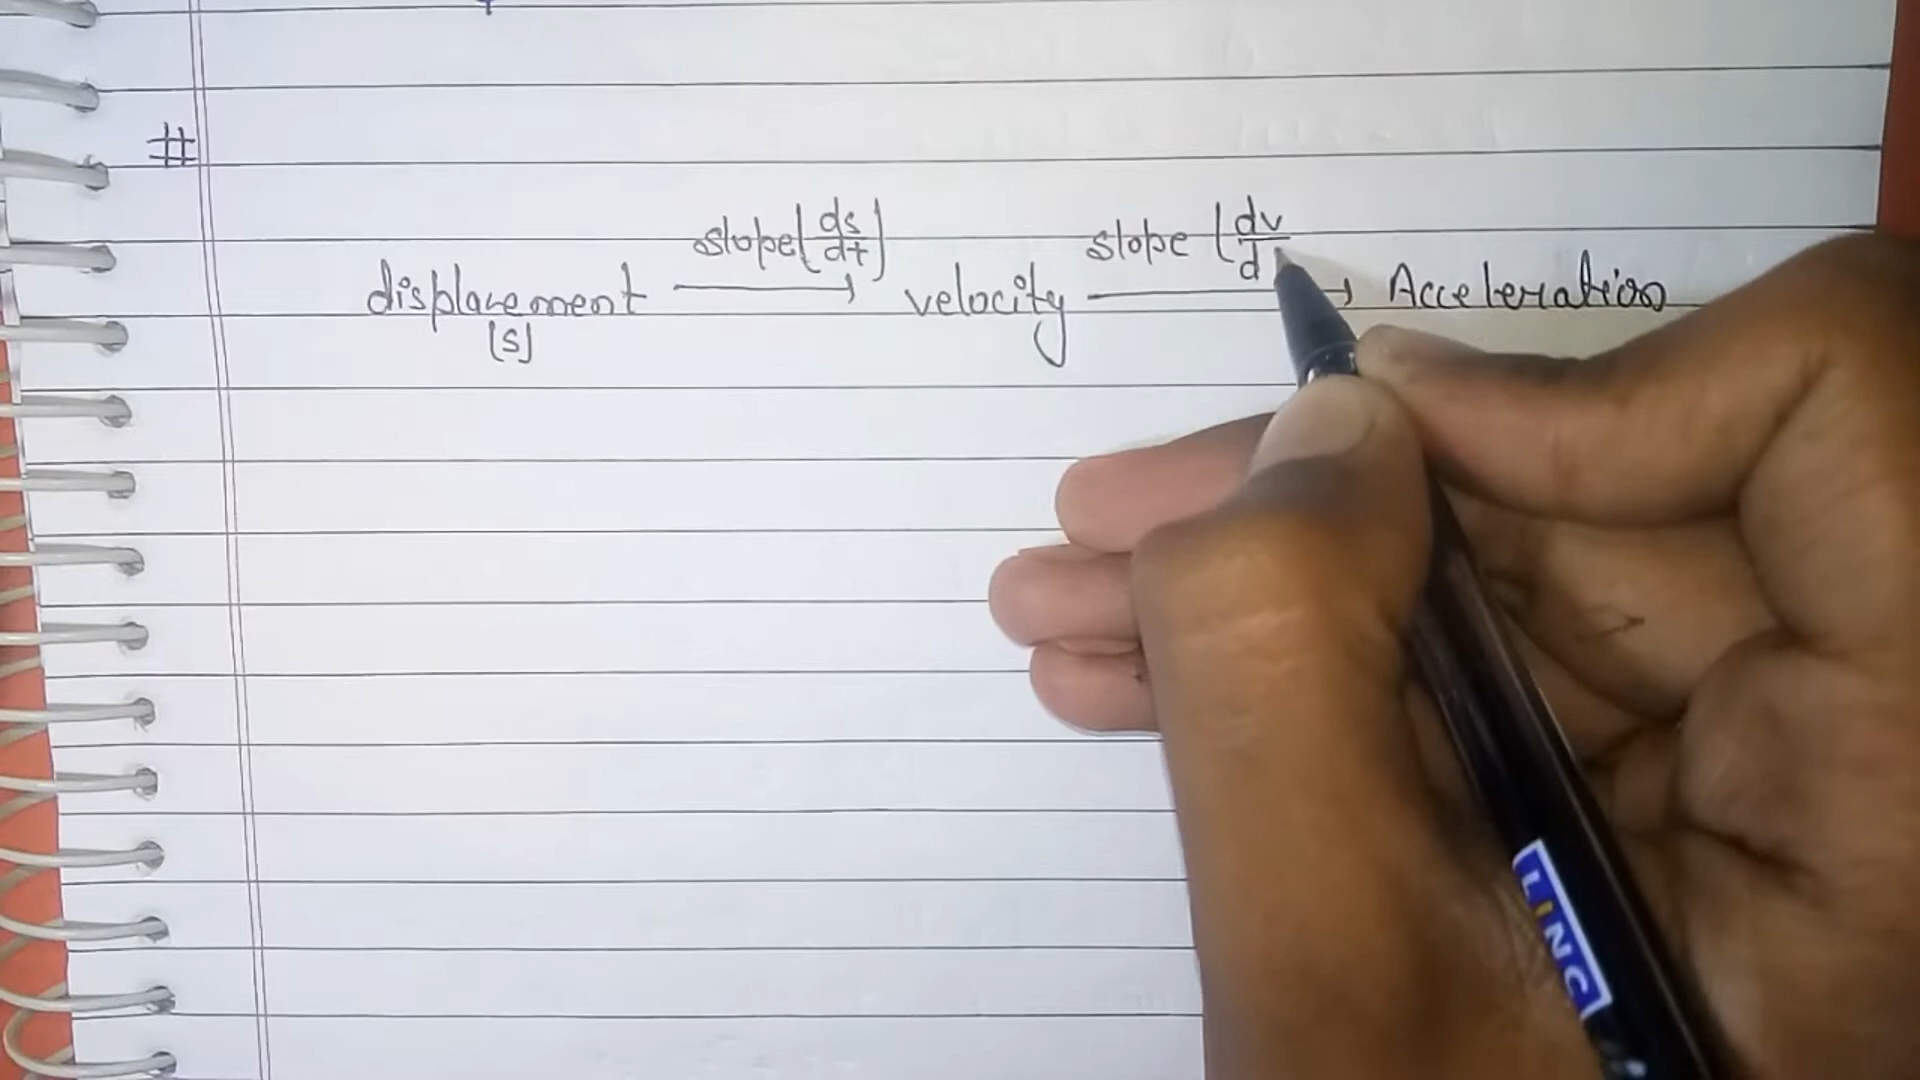 #
slope(ds/dt) slope (dv/d
displacement → velocity → Acceleration
(s)
LINC